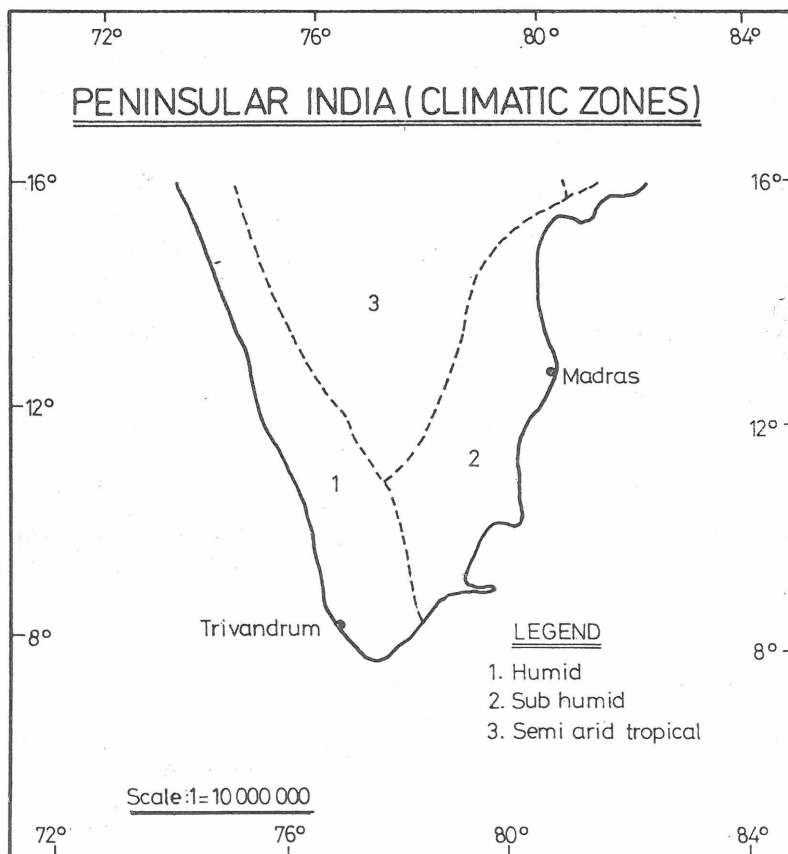 72° 76° 80° 84°
PENINSULAR INDIA (CLIMATIC ZONES)
16° 16°
3
Madras
12° 12°
2
1
Trivandrum
8° 8°
LEGEND
1. Humid
2. Sub humid
3. Semi arid tropical
Scale:1=10 000 000
72° 76° 80° 84°